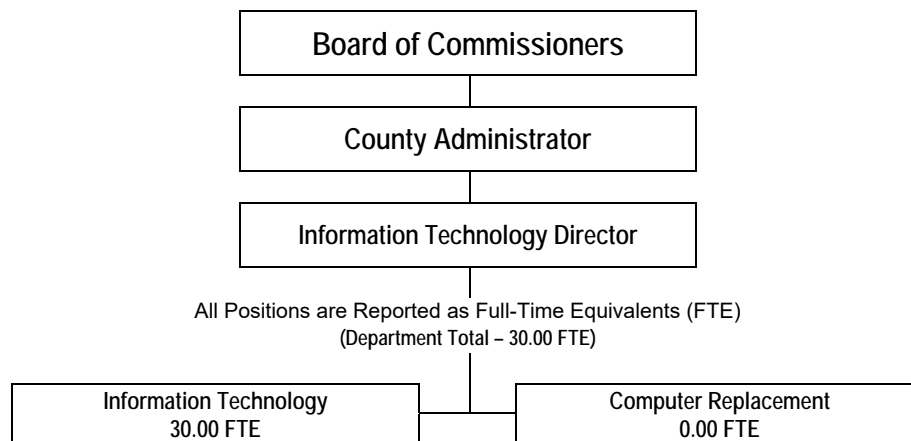 Board of Commissioners
County Administrator
Information Technology Director
All Positions are Reported as Full-Time Equivalents (FTE)
(Department Total – 30.00 FTE)
Information Technology
30.00 FTE
Computer Replacement
0.00 FTE